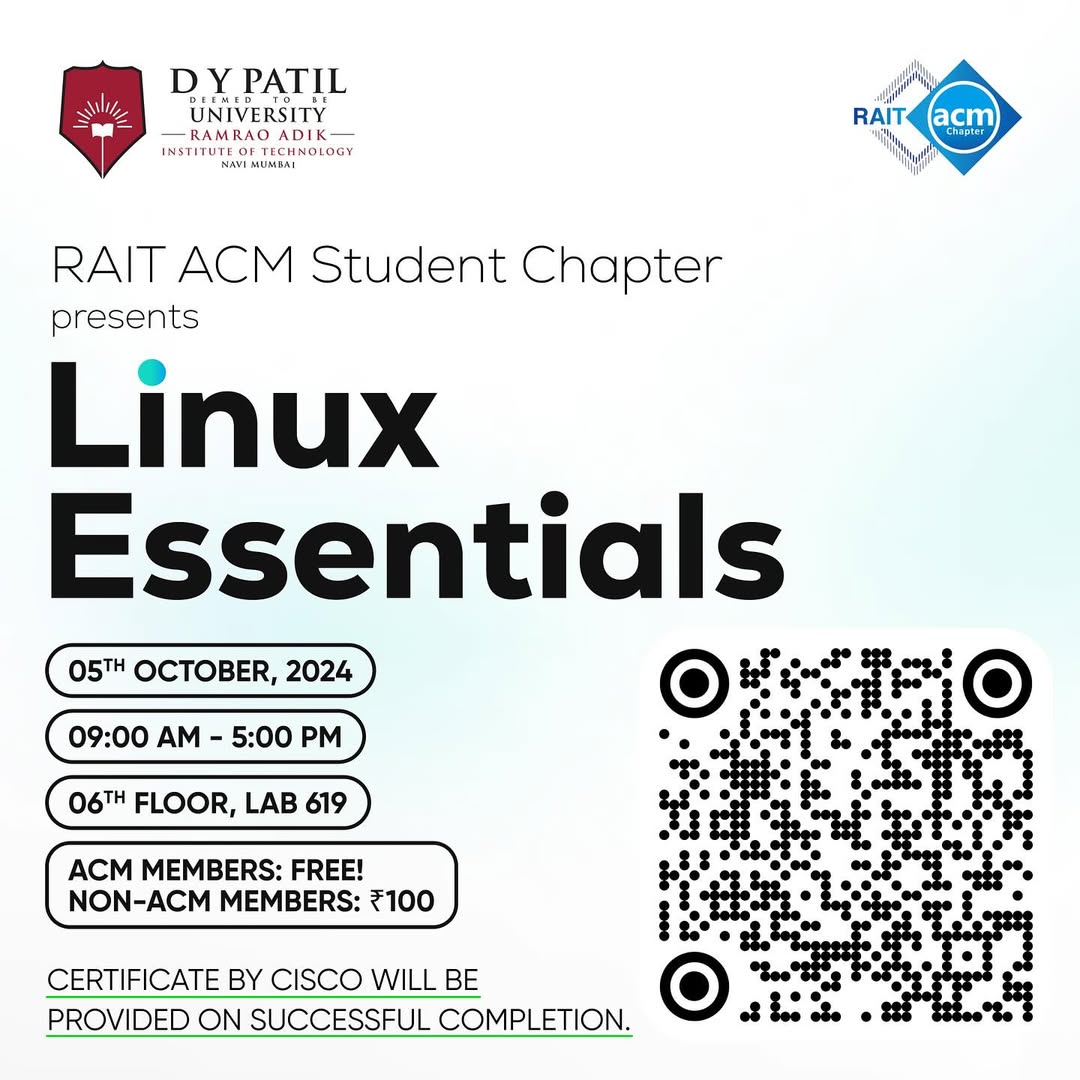 D Y PATIL
DEEMED TO BE
UNIVERSITY
RAMRAO ADIK
INSTITUTE OF TECHNOLOGY
NAVI MUMBAI
RAIT
acm
Chapter
RAIT ACM Student Chapter
presents
Linux
Essentials
05TH OCTOBER, 2024
09:00 AM - 5:00 PM
06TH FLOOR, LAB 619
ACM MEMBERS: FREE!
NON-ACM MEMBERS: ₹100
CERTIFICATE BY CISCO WILL BE
PROVIDED ON SUCCESSFUL COMPLETION.